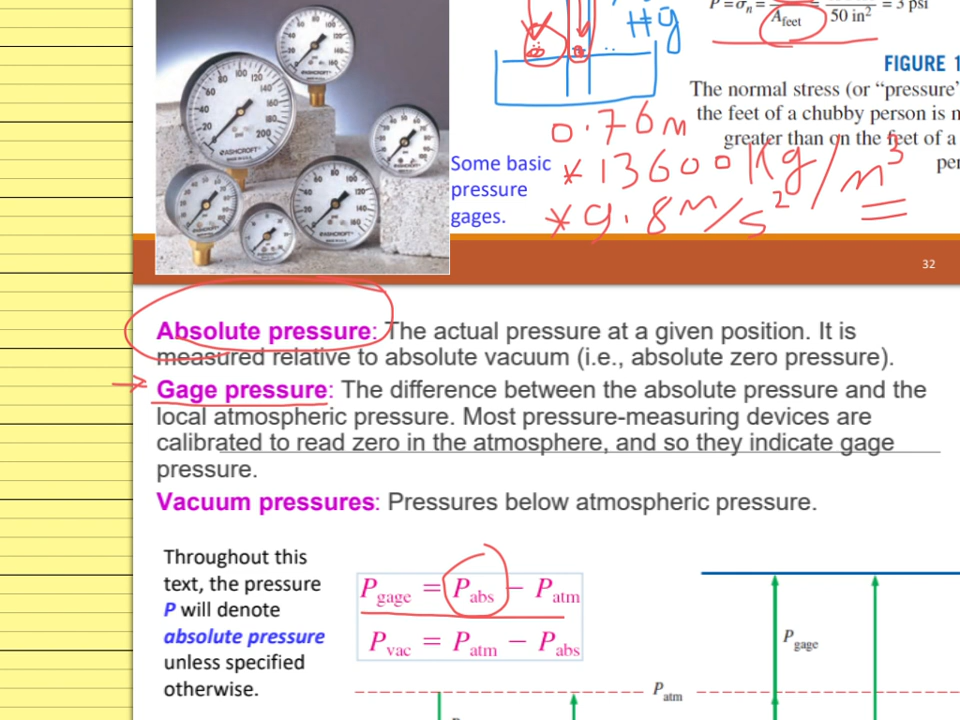 Hg
P = σn = 
Afeet
50 in² = 3 psi
FIGURE 1
The normal stress (or “pressure”
the feet of a chubby person is
greater than on the feet of a
0.76m
*13600 Kg/m³
*9.8m/s² =
ASHCROFT
Some basic
pressure
gages.
32
Absolute pressure: The actual pressure at a given position. It is
measured relative to absolute vacuum (i.e., absolute zero pressure).
Gage pressure: The difference between the absolute pressure and the
local atmospheric pressure. Most pressure-measuring devices are
calibrated to read zero in the atmosphere, and so they indicate gage
pressure.
Vacuum pressures: Pressures below atmospheric pressure.
Throughout this
text, the pressure
P will denote
absolute pressure
unless specified
otherwise.
Pgage = Pabs − Patm
Pvac = Patm − Pabs
Pgage
Patm